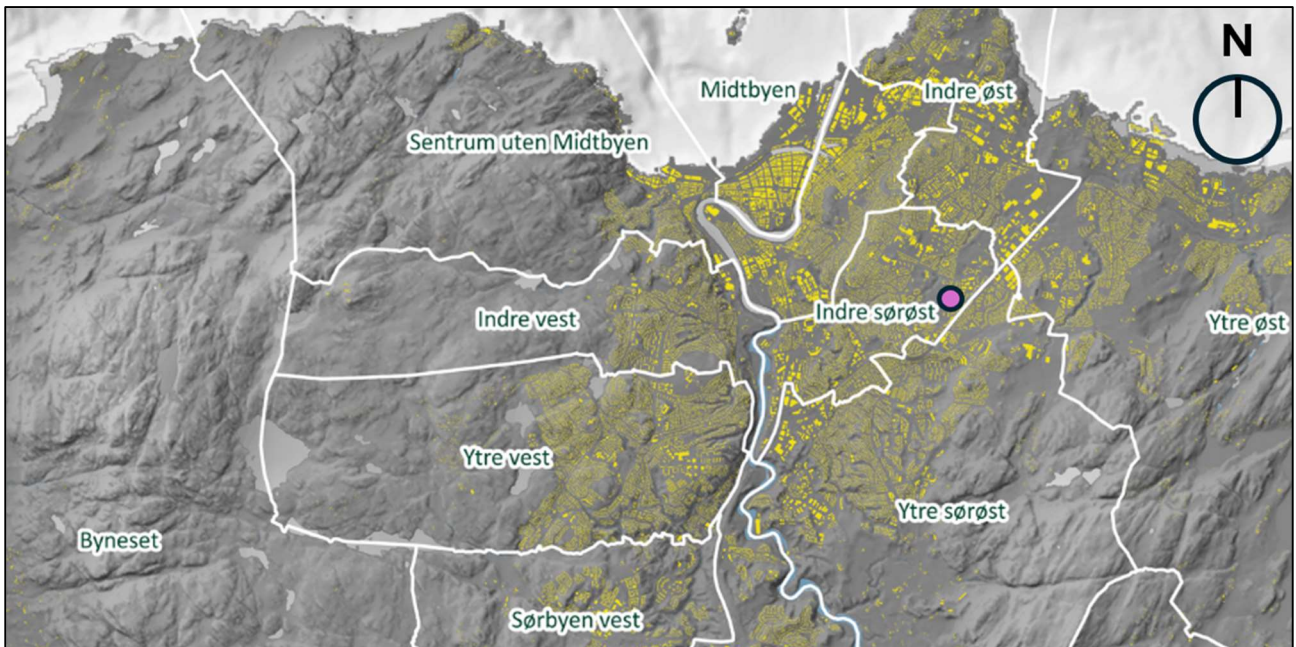 N
Midtbyen
Indre øst
Sentrum uten Midtbyen
Indre vest
Indre sørøst
Ytre øst
Ytre vest
Ytre sørøst
Byneset
Sørbyen vest